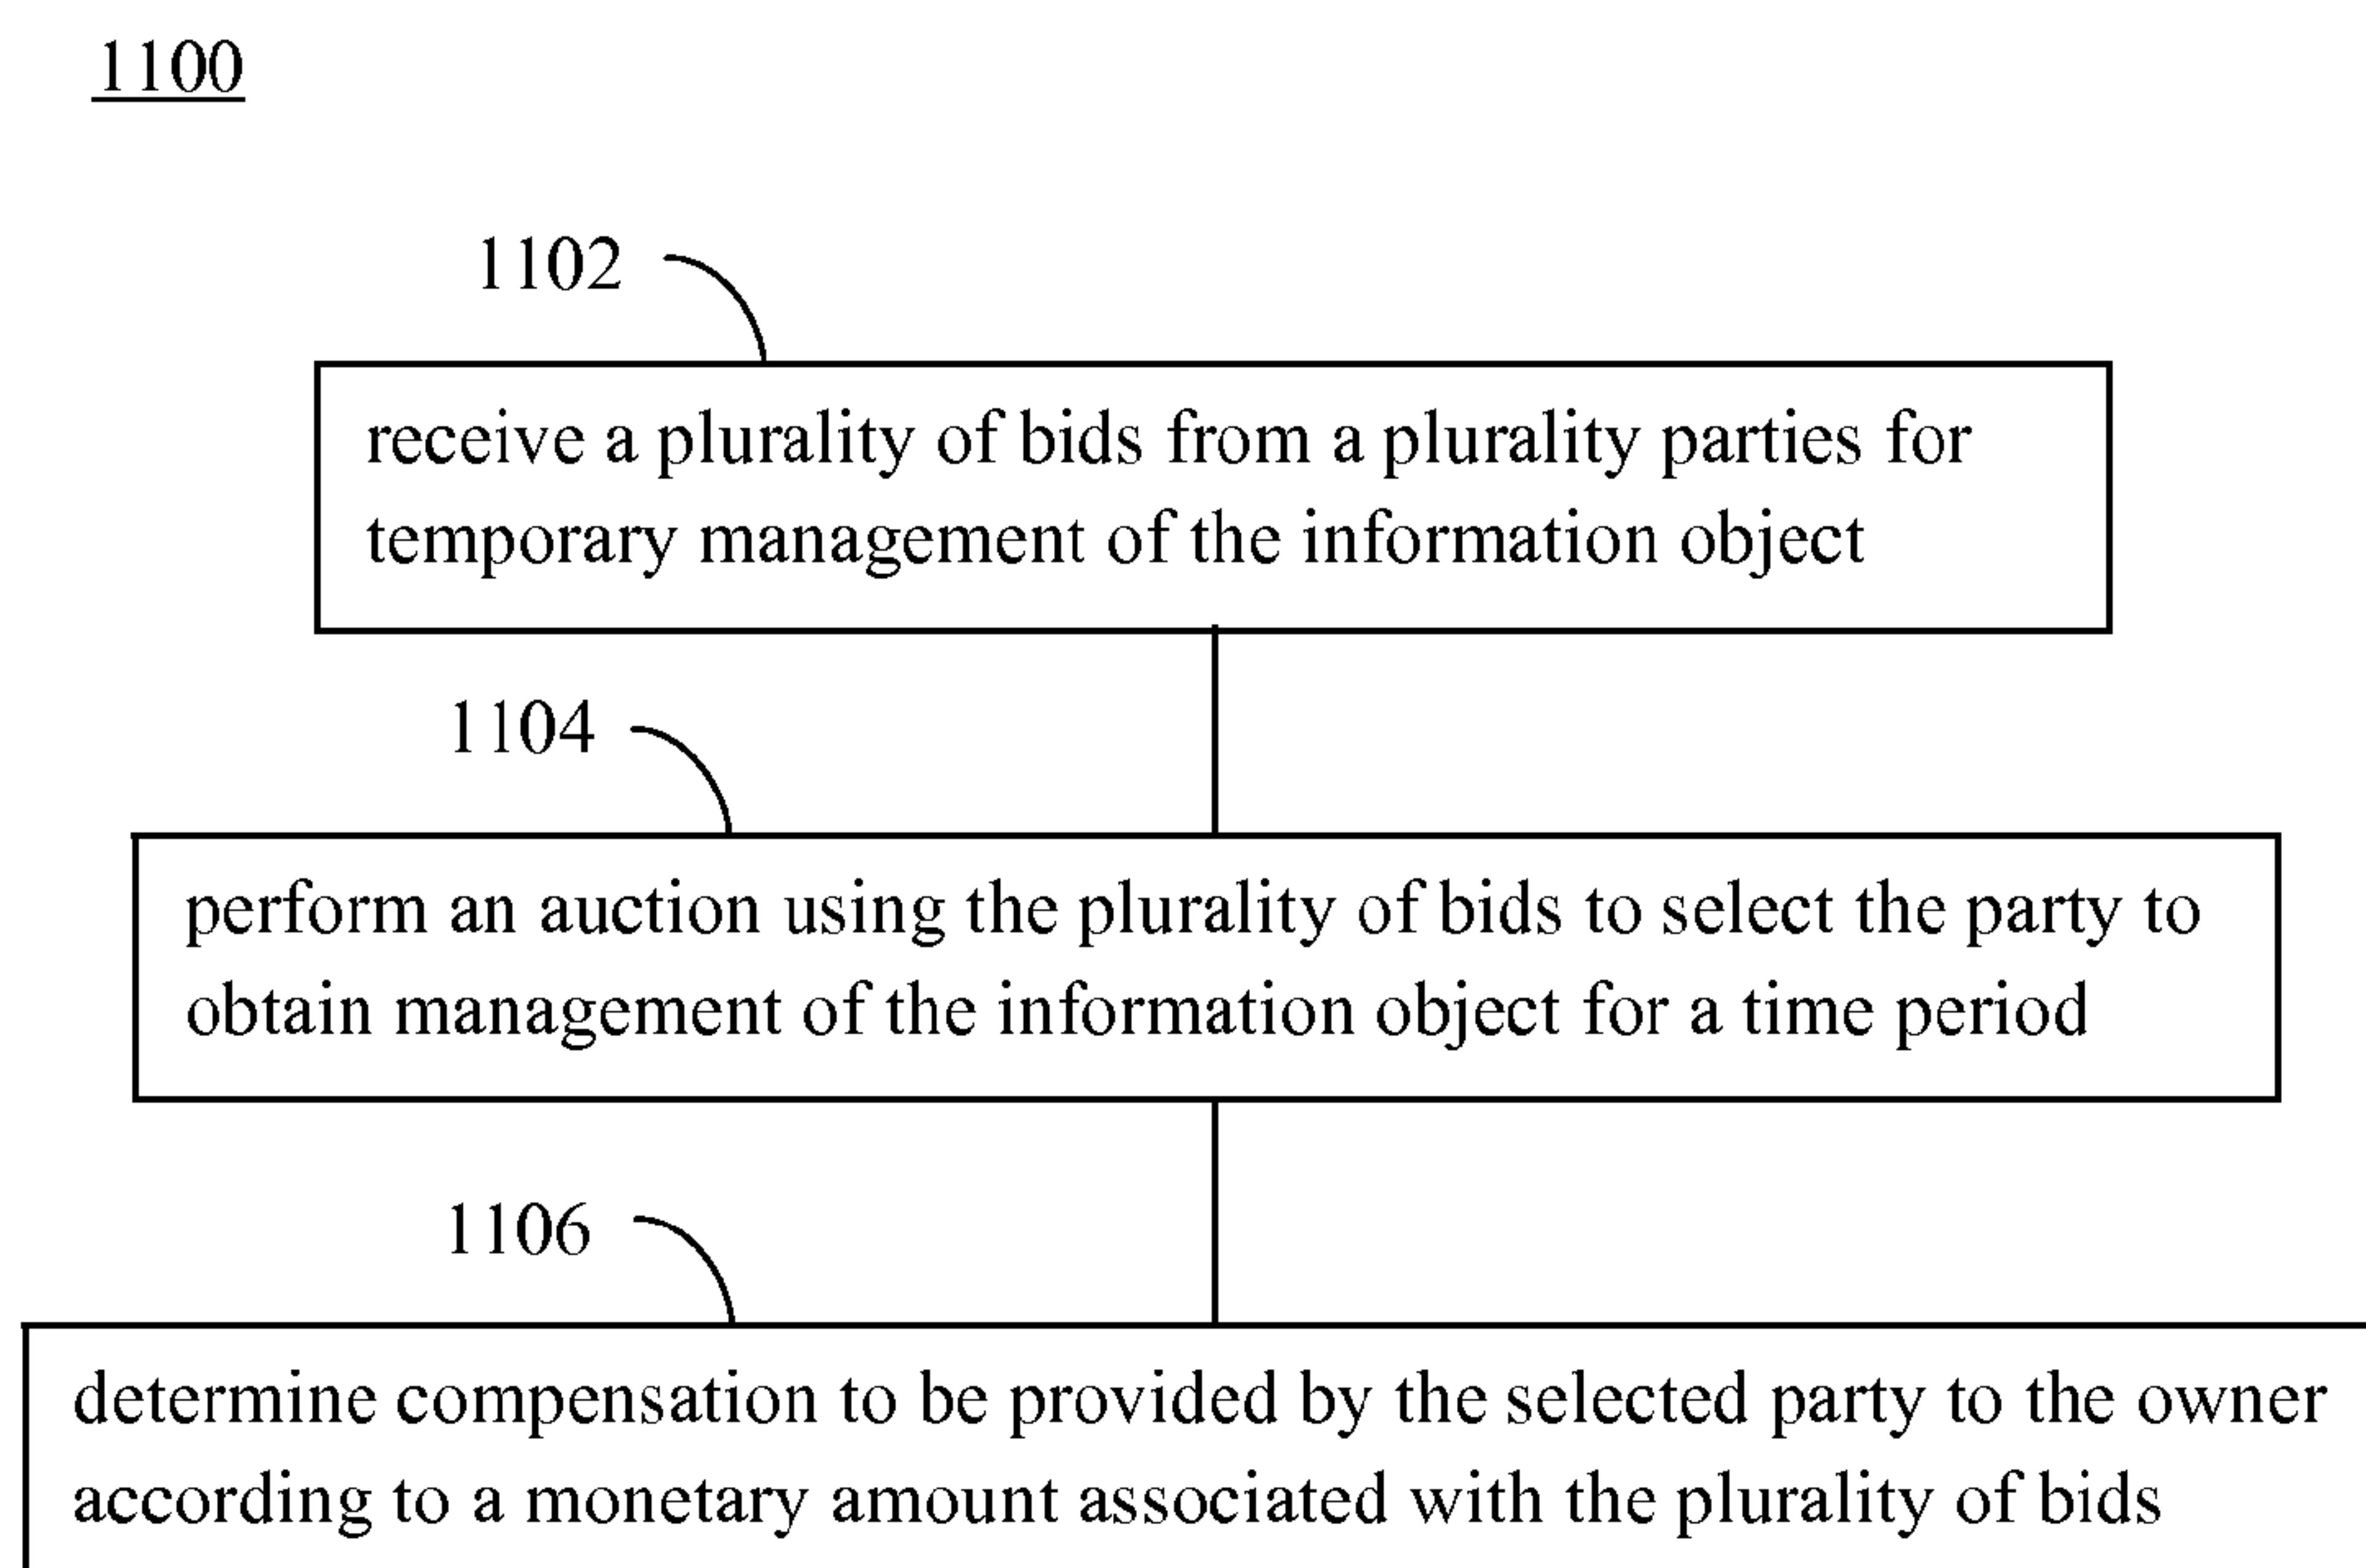 1100
1102
receive a plurality of bids from a plurality parties for
temporary management of the information object
1104
perform an auction using the plurality of bids to select the party to
obtain management of the information object for a time period
1106
determine compensation to be provided by the selected party to the owner
according to a monetary amount associated with the plurality of bids